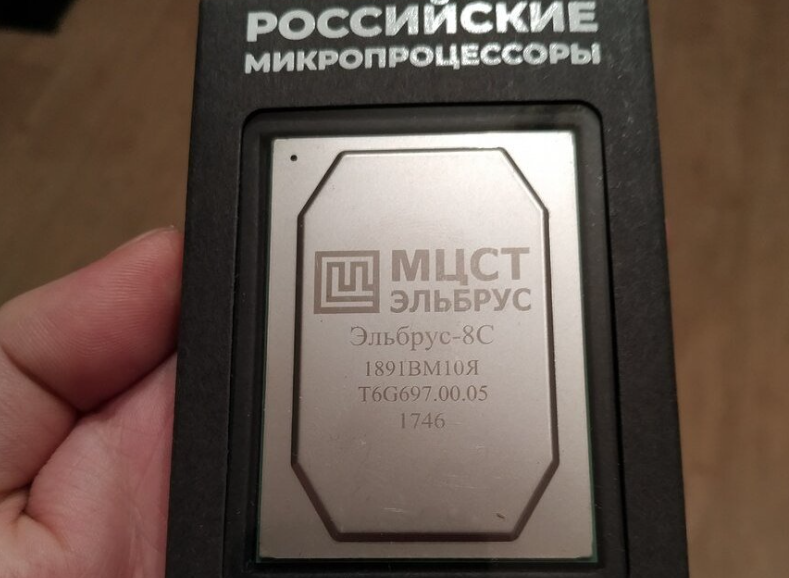 РОССИЙСКИЕ
МИКРОПРОЦЕССОРЫ
МЦСТ
ЭЛЬБРУС
Эльбрус-8С
1891ВМ10Я
T6G697.00.05
1746